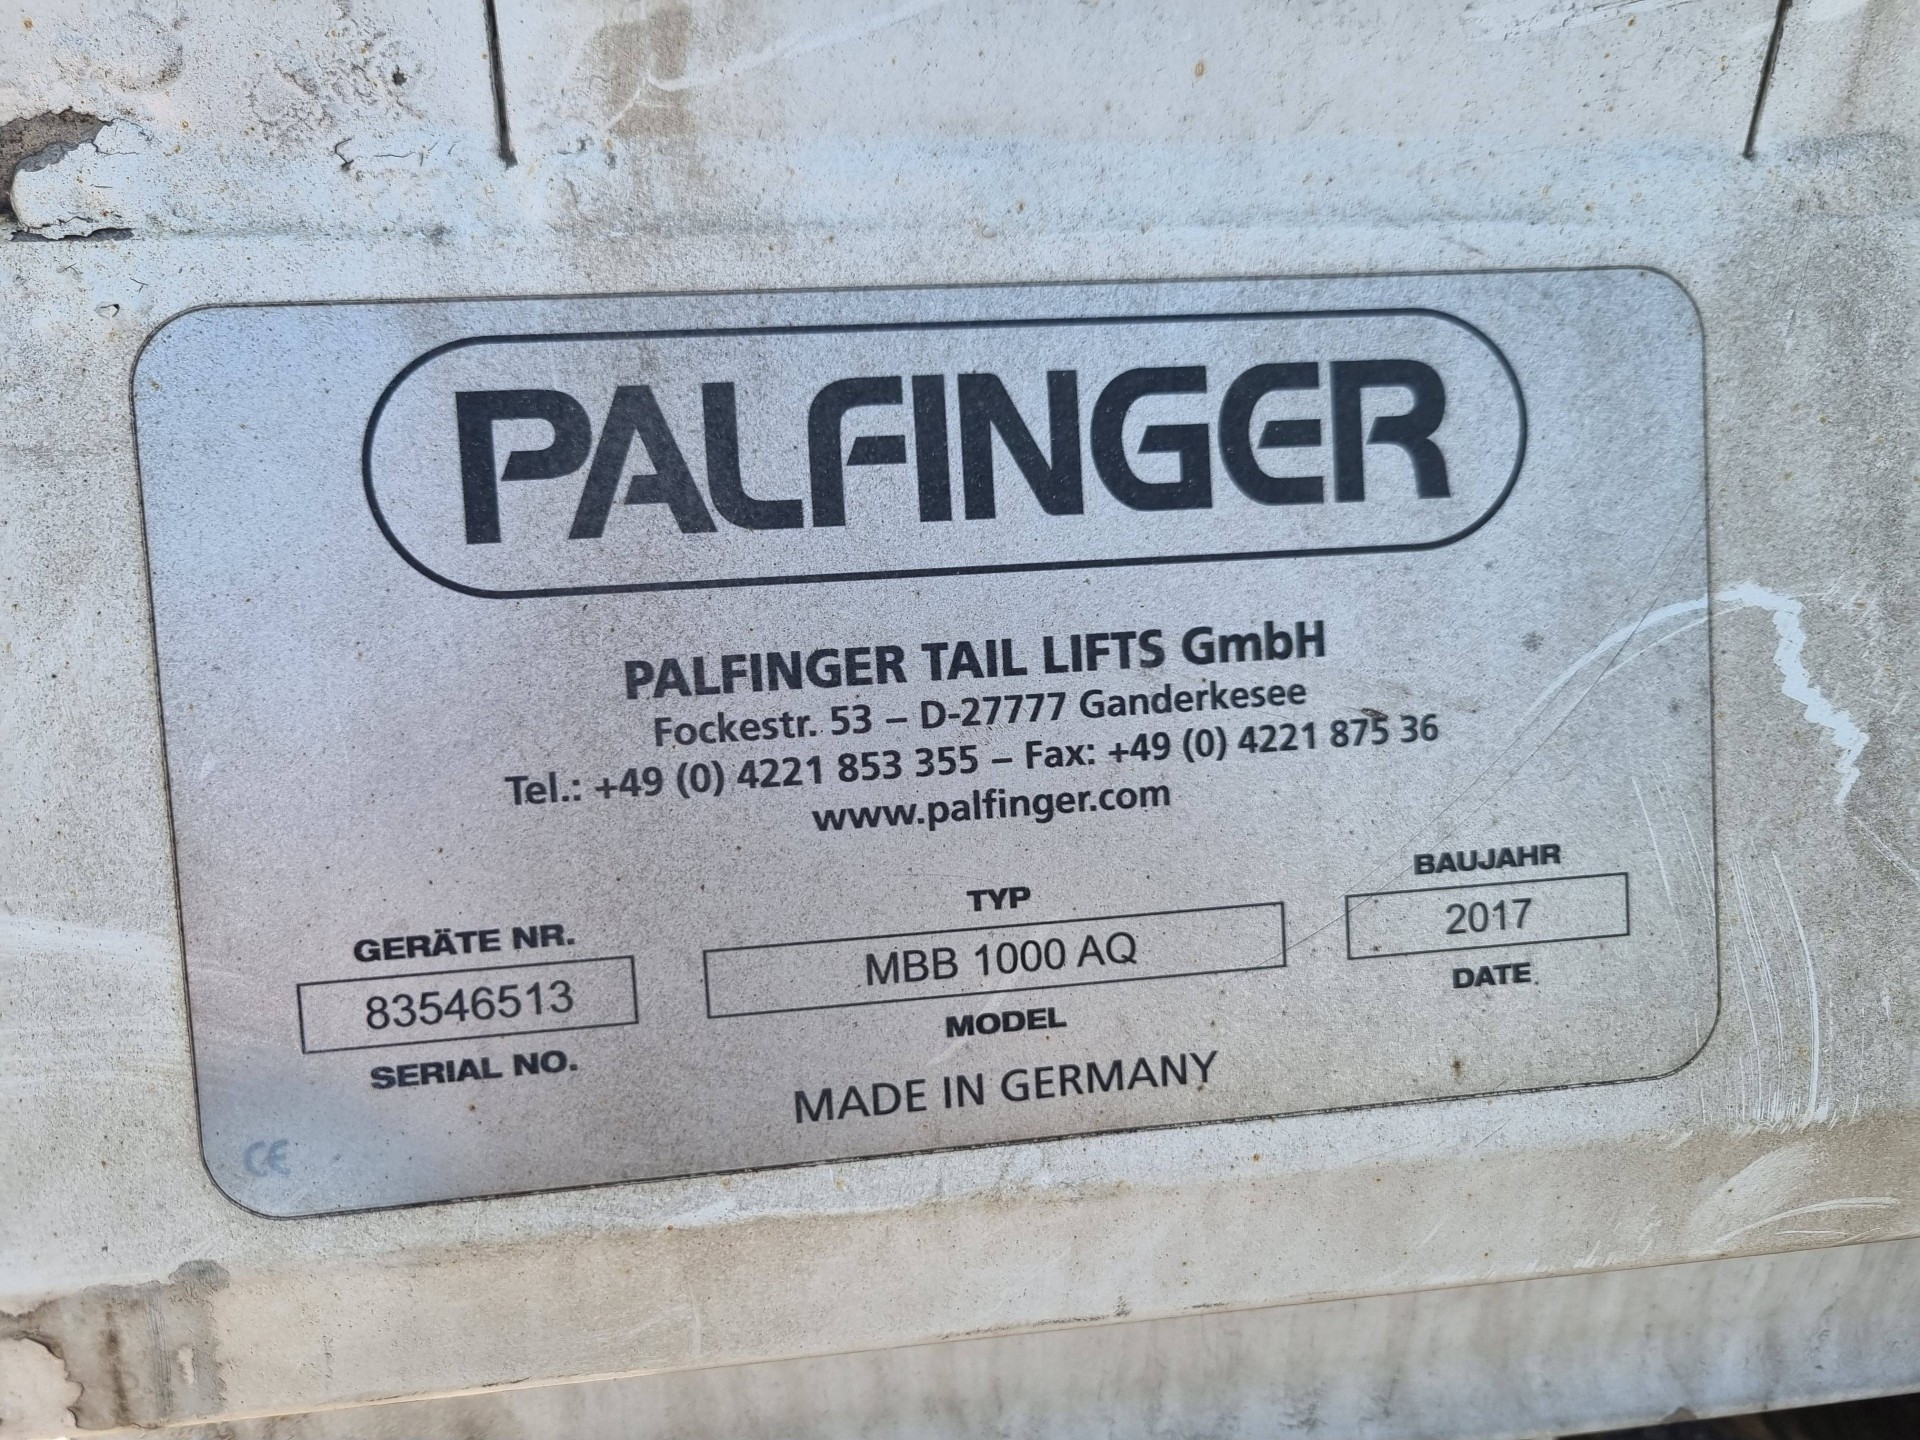 PALFINGER
PALFINGER TAIL LIFTS GmbH
Fockestr. 53 – D-27777 Ganderkesee
Tel.: +49 (0) 4221 853 355 – Fax: +49 (0) 4221 875 36
www.palfinger.com
GERÄTE NR. TYP BAUJAHR
83546513 MBB 1000 AQ 2017
SERIAL NO. MODEL DATE
MADE IN GERMANY
CE